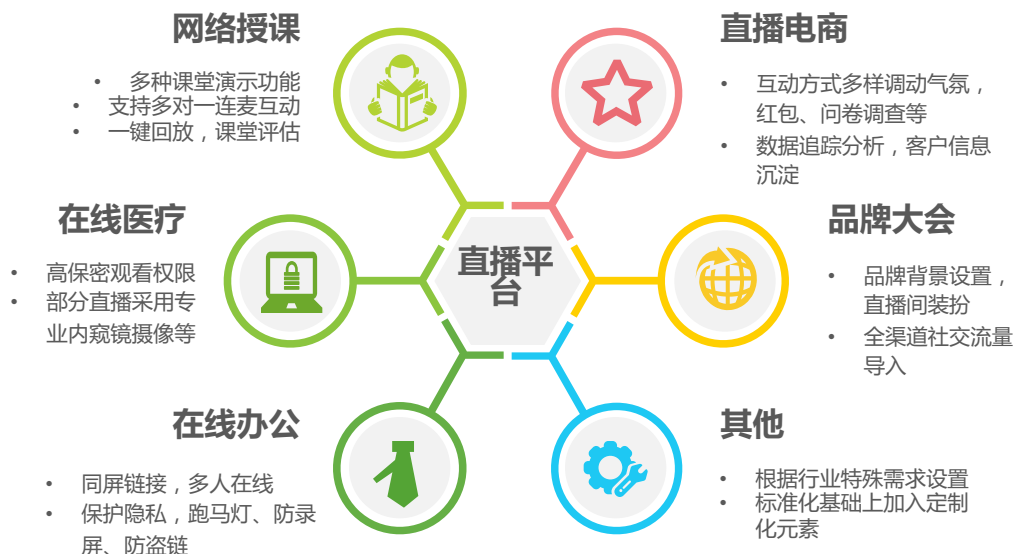 网络授课
• 多种课堂演示功能
• 支持多对一连麦互动
• 一键回放，课堂评估
直播电商
• 互动方式多样调动气氛，
红包、问卷调查等
• 数据追踪分析，客户信息
沉淀
在线医疗
• 高保密观看权限
• 部分直播采用专
业内窥镜摄像等
直播平
台
品牌大会
• 品牌背景设置，
直播间装扮
• 全渠道社交流量
导入
在线办公
• 同屏链接，多人在线
• 保护隐私，跑马灯、防录
屏、防盗链
其他
• 根据行业特殊需求设置
• 标准化基础上加入定制
化元素